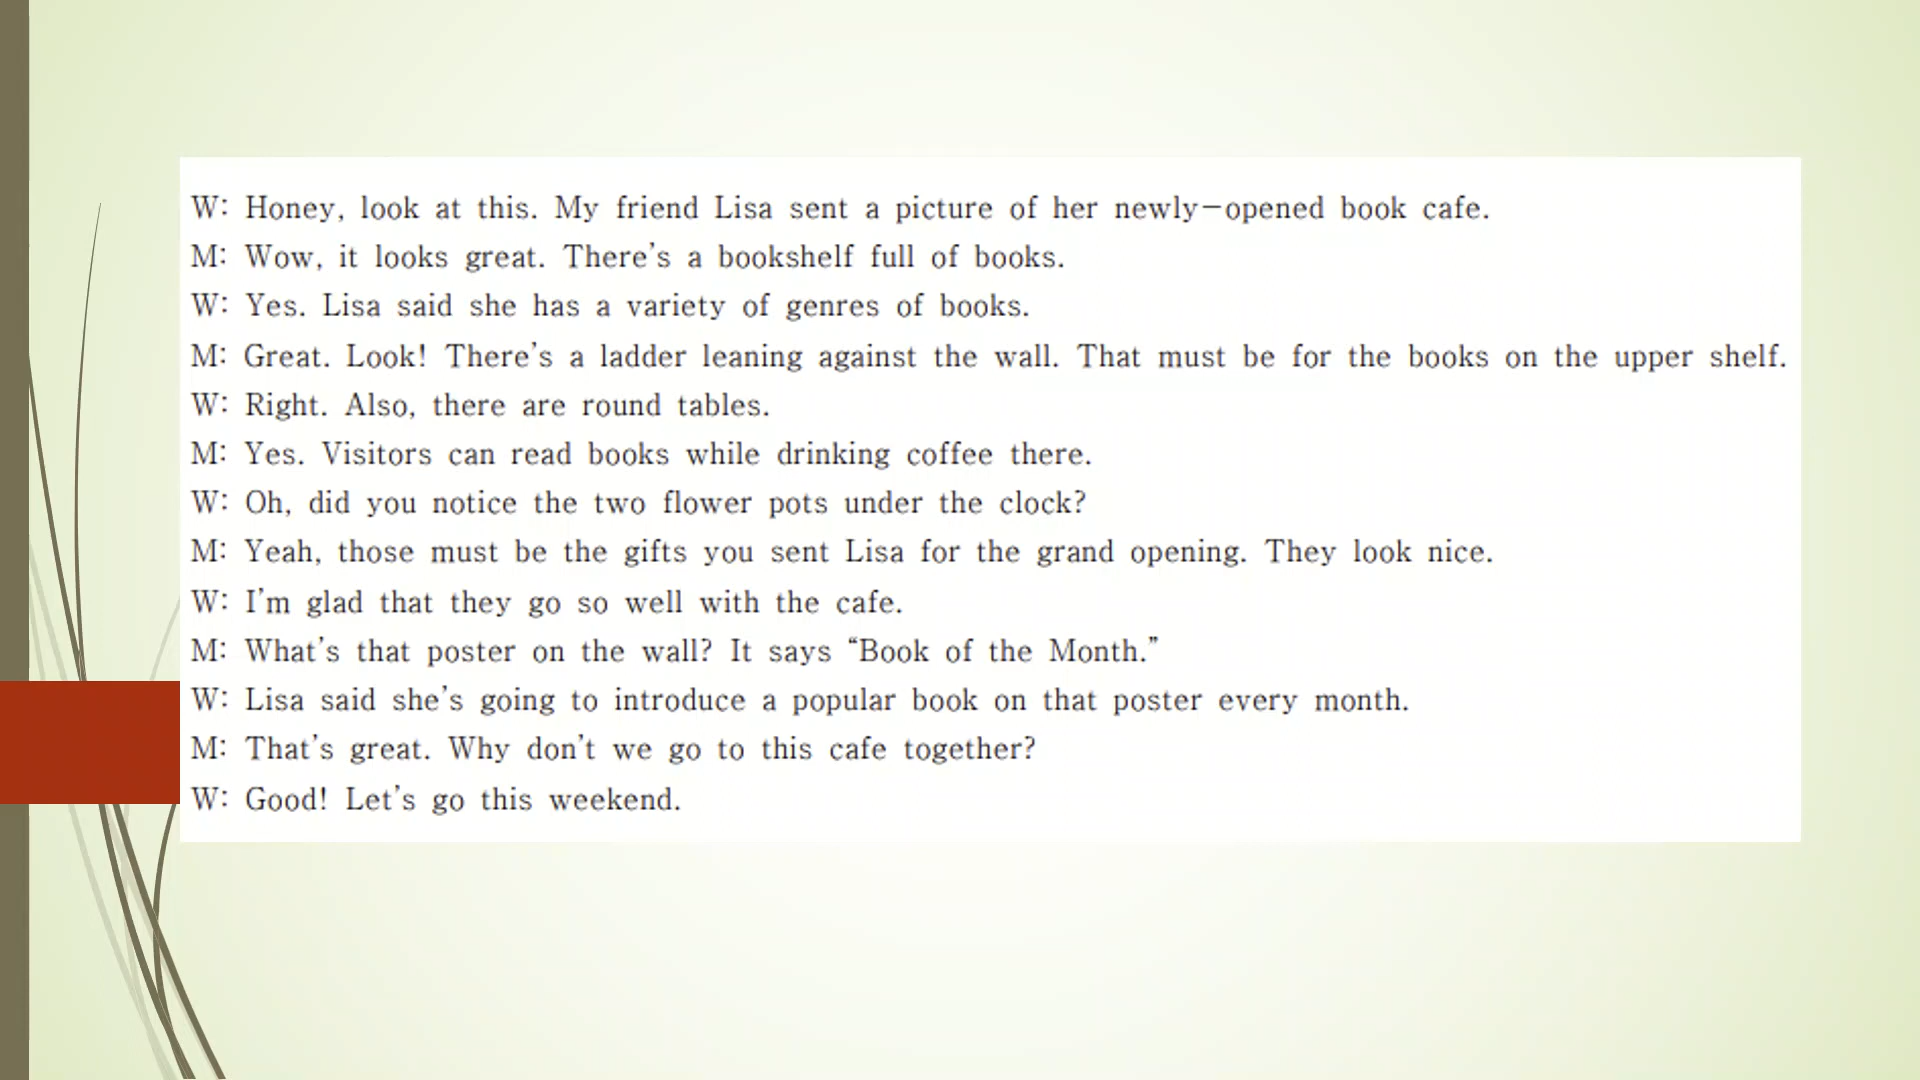 W: Honey, look at this. My friend Lisa sent a picture of her newly-opened book cafe.
M: Wow, it looks great. There's a bookshelf full of books.
W: Yes. Lisa said she has a variety of genres of books.
M: Great. Look! There's a ladder leaning against the wall. That must be for the books on the upper shelf.
W: Right. Also, there are round tables.
M: Yes. Visitors can read books while drinking coffee there.
W: Oh, did you notice the two flower pots under the clock?
M: Yeah, those must be the gifts you sent Lisa for the grand opening. They look nice.
W: I'm glad that they go so well with the cafe.
M: What's that poster on the wall? It says “Book of the Month.”
W: Lisa said she's going to introduce a popular book on that poster every month.
M: That's great. Why don't we go to this cafe together?
W: Good! Let's go this weekend.